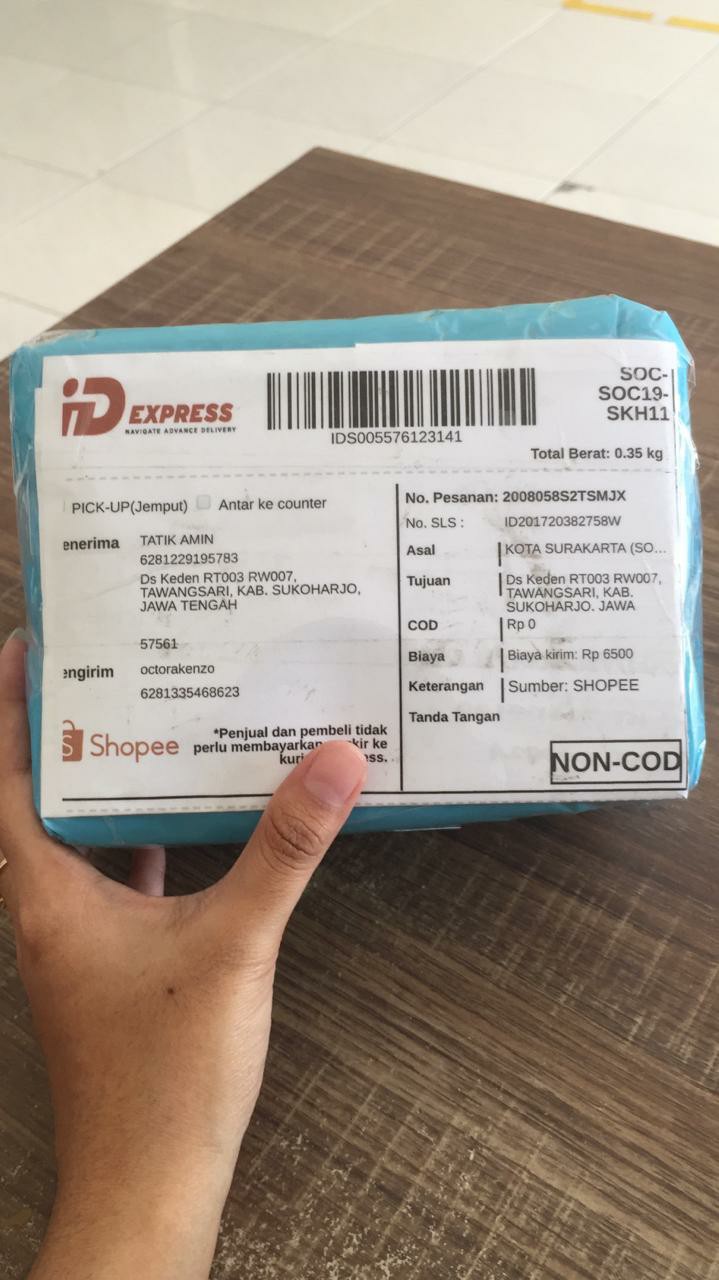 iD EXPRESS
NAVIGATE ADVANCE DELIVERY
IDS005576123141
SOC-
SOC19-
SKH11
Total Berat: 0.35 kg
PICK-UP(Jemput) Antar ke counter
enerima
TATIK AMIN
6281229195783
Ds Keden RT003 RW007,
TAWANGSARI, KAB. SUKOHARJO,
JAWA TENGAH
57561
engirim
octorakenzo
6281335468623
Shopee
*Penjual dan pembeli tidak
perlu membayarkan kir ke
kuri ss.
No. Pesanan: 2008058S2TSMJX
No. SLS : ID201720382758W
Asal KOTA SURAKARTA (SO...
Tujuan Ds Keden RT003 RW007,
TAWANGSARI, KAB.
SUKOHARJO. JAWA
COD Rp 0
Biaya Biaya kirim: Rp 6500
Keterangan Sumber: SHOPEE
Tanda Tangan
NON-COD